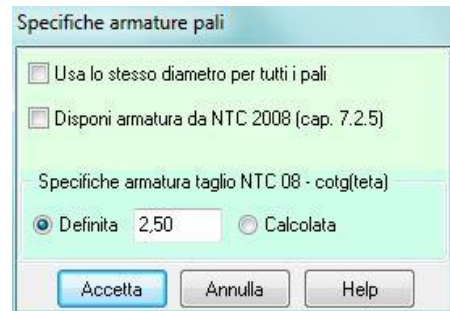 Specifiche armature pali
Usa lo stesso diametro per tutti i pali
Disponi armatura da NTC 2008 (cap. 7.2.5)
Specifiche armatura taglio NTC 08 - cotg(teta)
Definita 2,50 Calcolata
Accetta Annulla Help